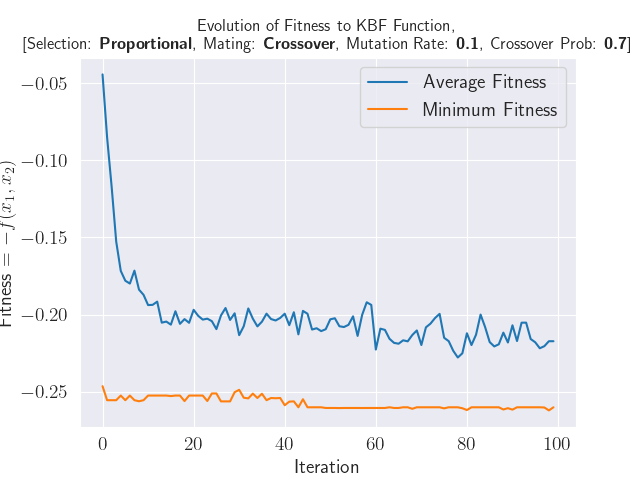 Evolution of Fitness to KBF Function,
[Selection: Proportional, Mating: Crossover, Mutation Rate: 0.1, Crossover Prob: 0.7]
Average Fitness
Minimum Fitness
Fitness = −f(x₁, x₂)
−0.05
−0.10
−0.15
−0.20
−0.25
0 20 40 60 80 100
Iteration